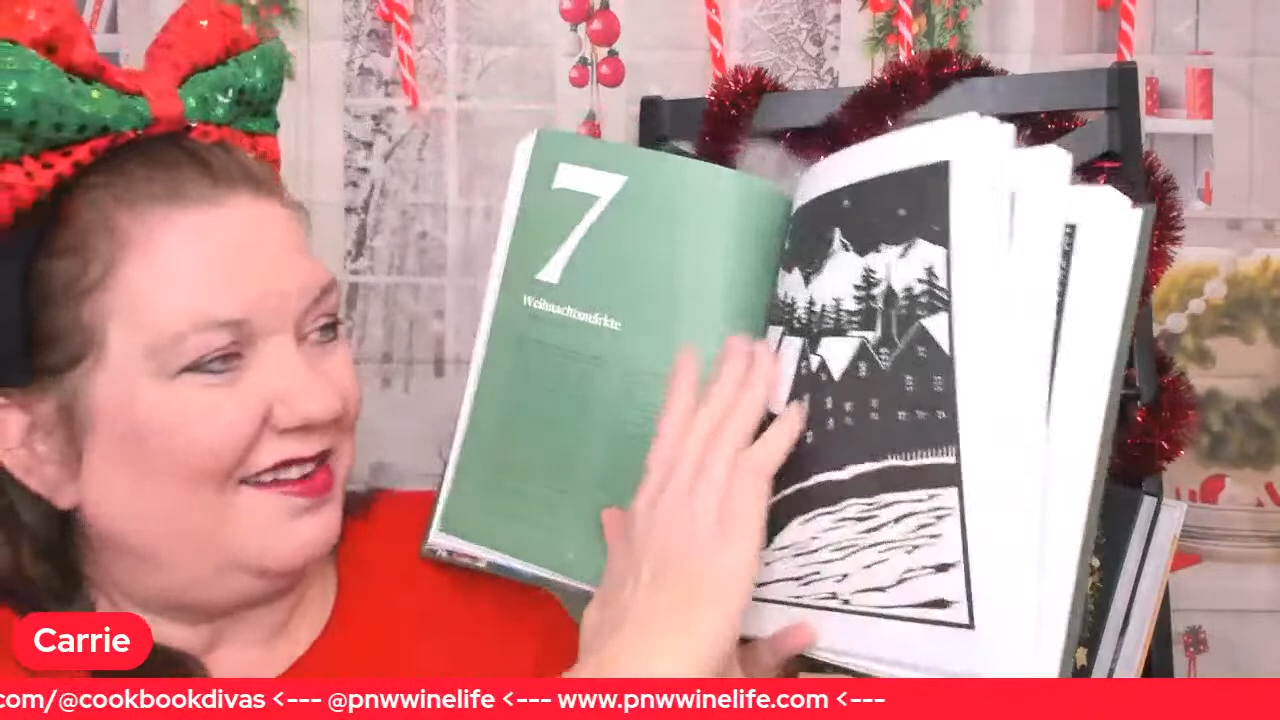 7
Weihnachtsmärkte
Carrie
com/@cookbookdivas <--- @pnwwinelife <--- www.pnwwinelife.com <---